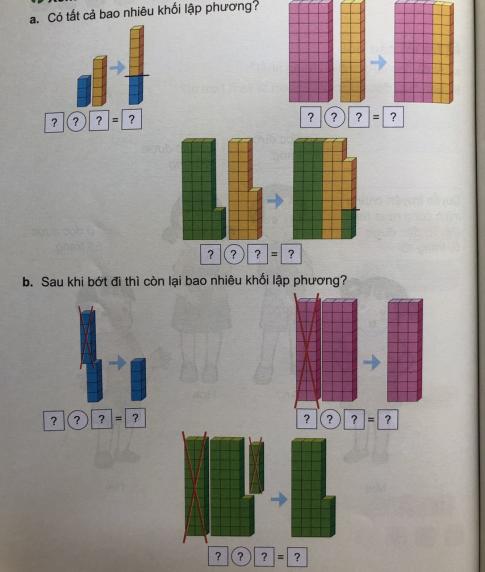 a. Có tất cả bao nhiêu khối lập phương?
? ? ? = ?
? ? ? = ?
? ? ? = ?
b. Sau khi bớt đi thì còn lại bao nhiêu khối lập phương?
? ? ? = ?
? ? ? = ?
? ? ? = ?